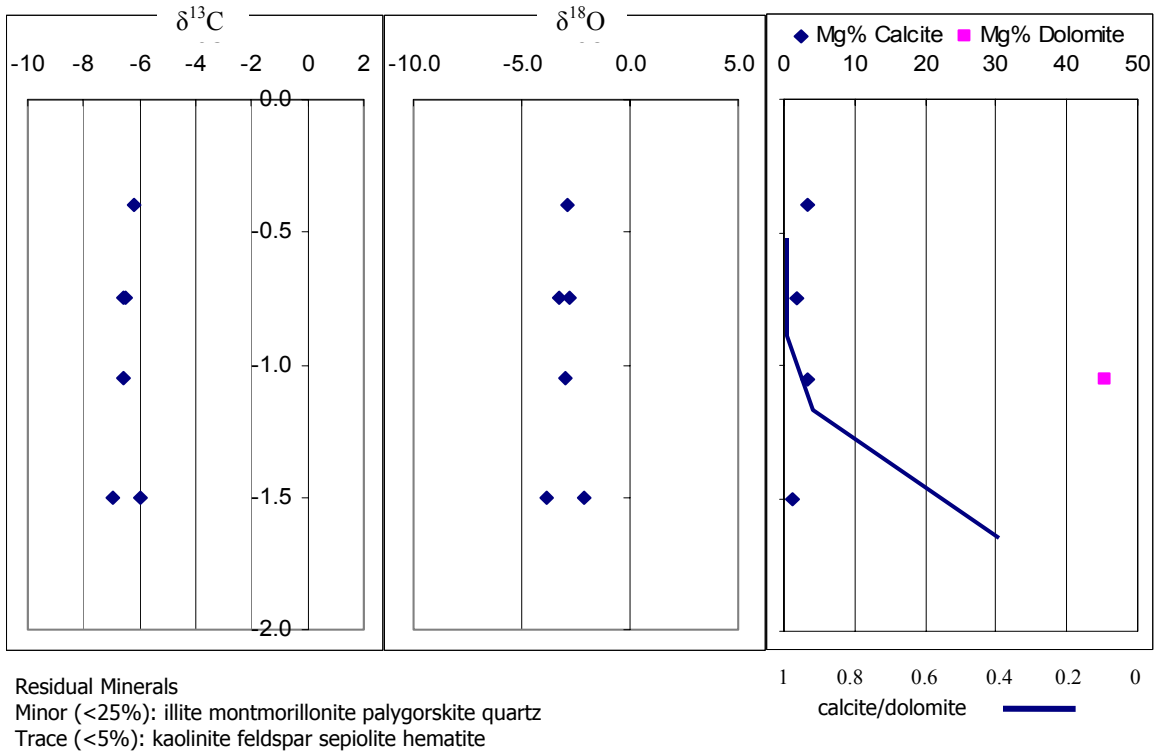 δ¹³C
δ¹⁸O
◆ Mg% Calcite ■ Mg% Dolomite
-10 -8 -6 -4 -2 0 2
-10.0 -5.0 0.0 5.0
0 10 20 30 40 50
0.0
-0.5
-1.0
-1.5
-2.0
1 0.8 0.6 0.4 0.2 0
calcite/dolomite
Residual Minerals
Minor (<25%): illite montmorillonite palygorskite quartz
Trace (<5%): kaolinite feldspar sepiolite hematite